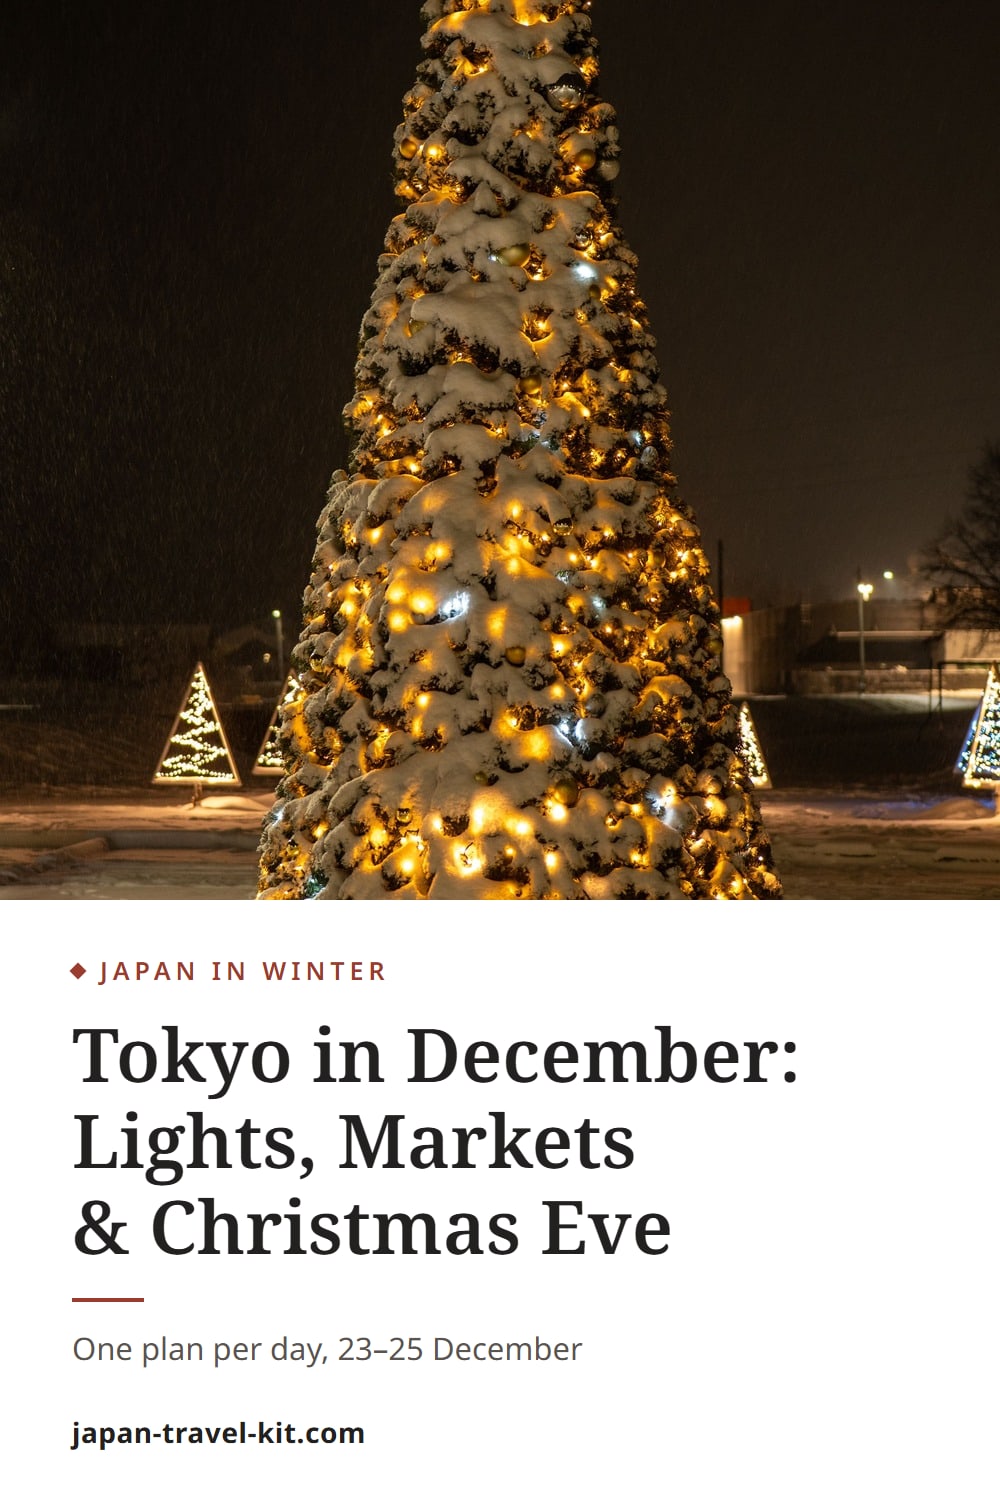 JAPAN IN WINTER
Tokyo in December:
Lights, Markets
& Christmas Eve
One plan per day, 23–25 December
japan-travel-kit.com